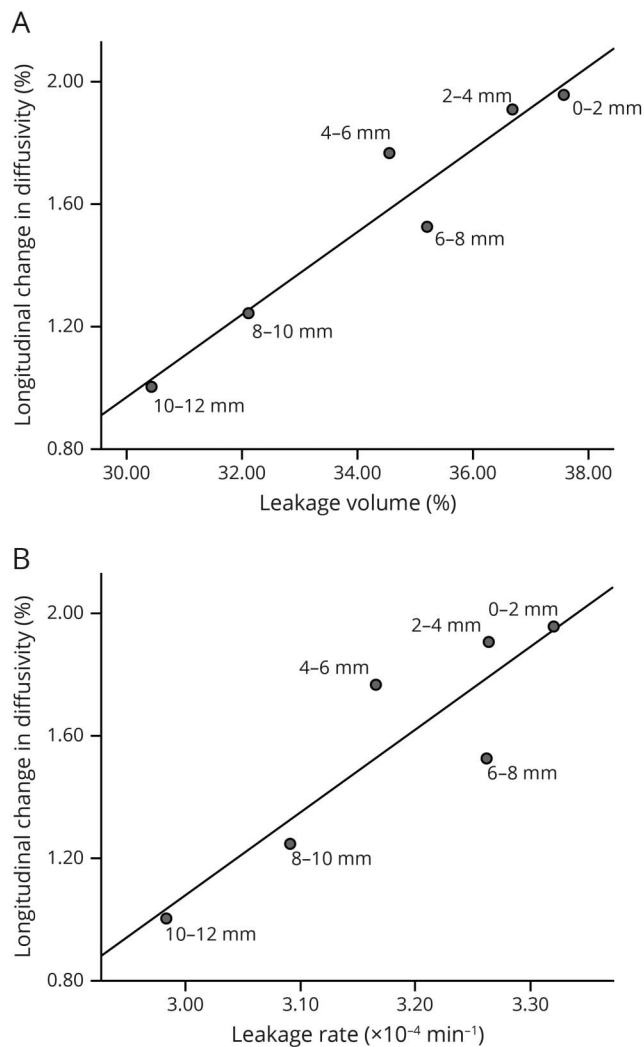 A
Longitudinal change in diffusivity (%)
2.00
1.60
1.20
0.80
2–4 mm
0–2 mm
4–6 mm
6–8 mm
8–10 mm
10–12 mm
30.00 32.00 34.00 36.00 38.00
Leakage volume (%)
B
Longitudinal change in diffusivity (%)
2.00
1.60
1.20
0.80
0–2 mm
2–4 mm
4–6 mm
6–8 mm
8–10 mm
10–12 mm
3.00 3.10 3.20 3.30
Leakage rate (×10⁻⁴ min⁻¹)